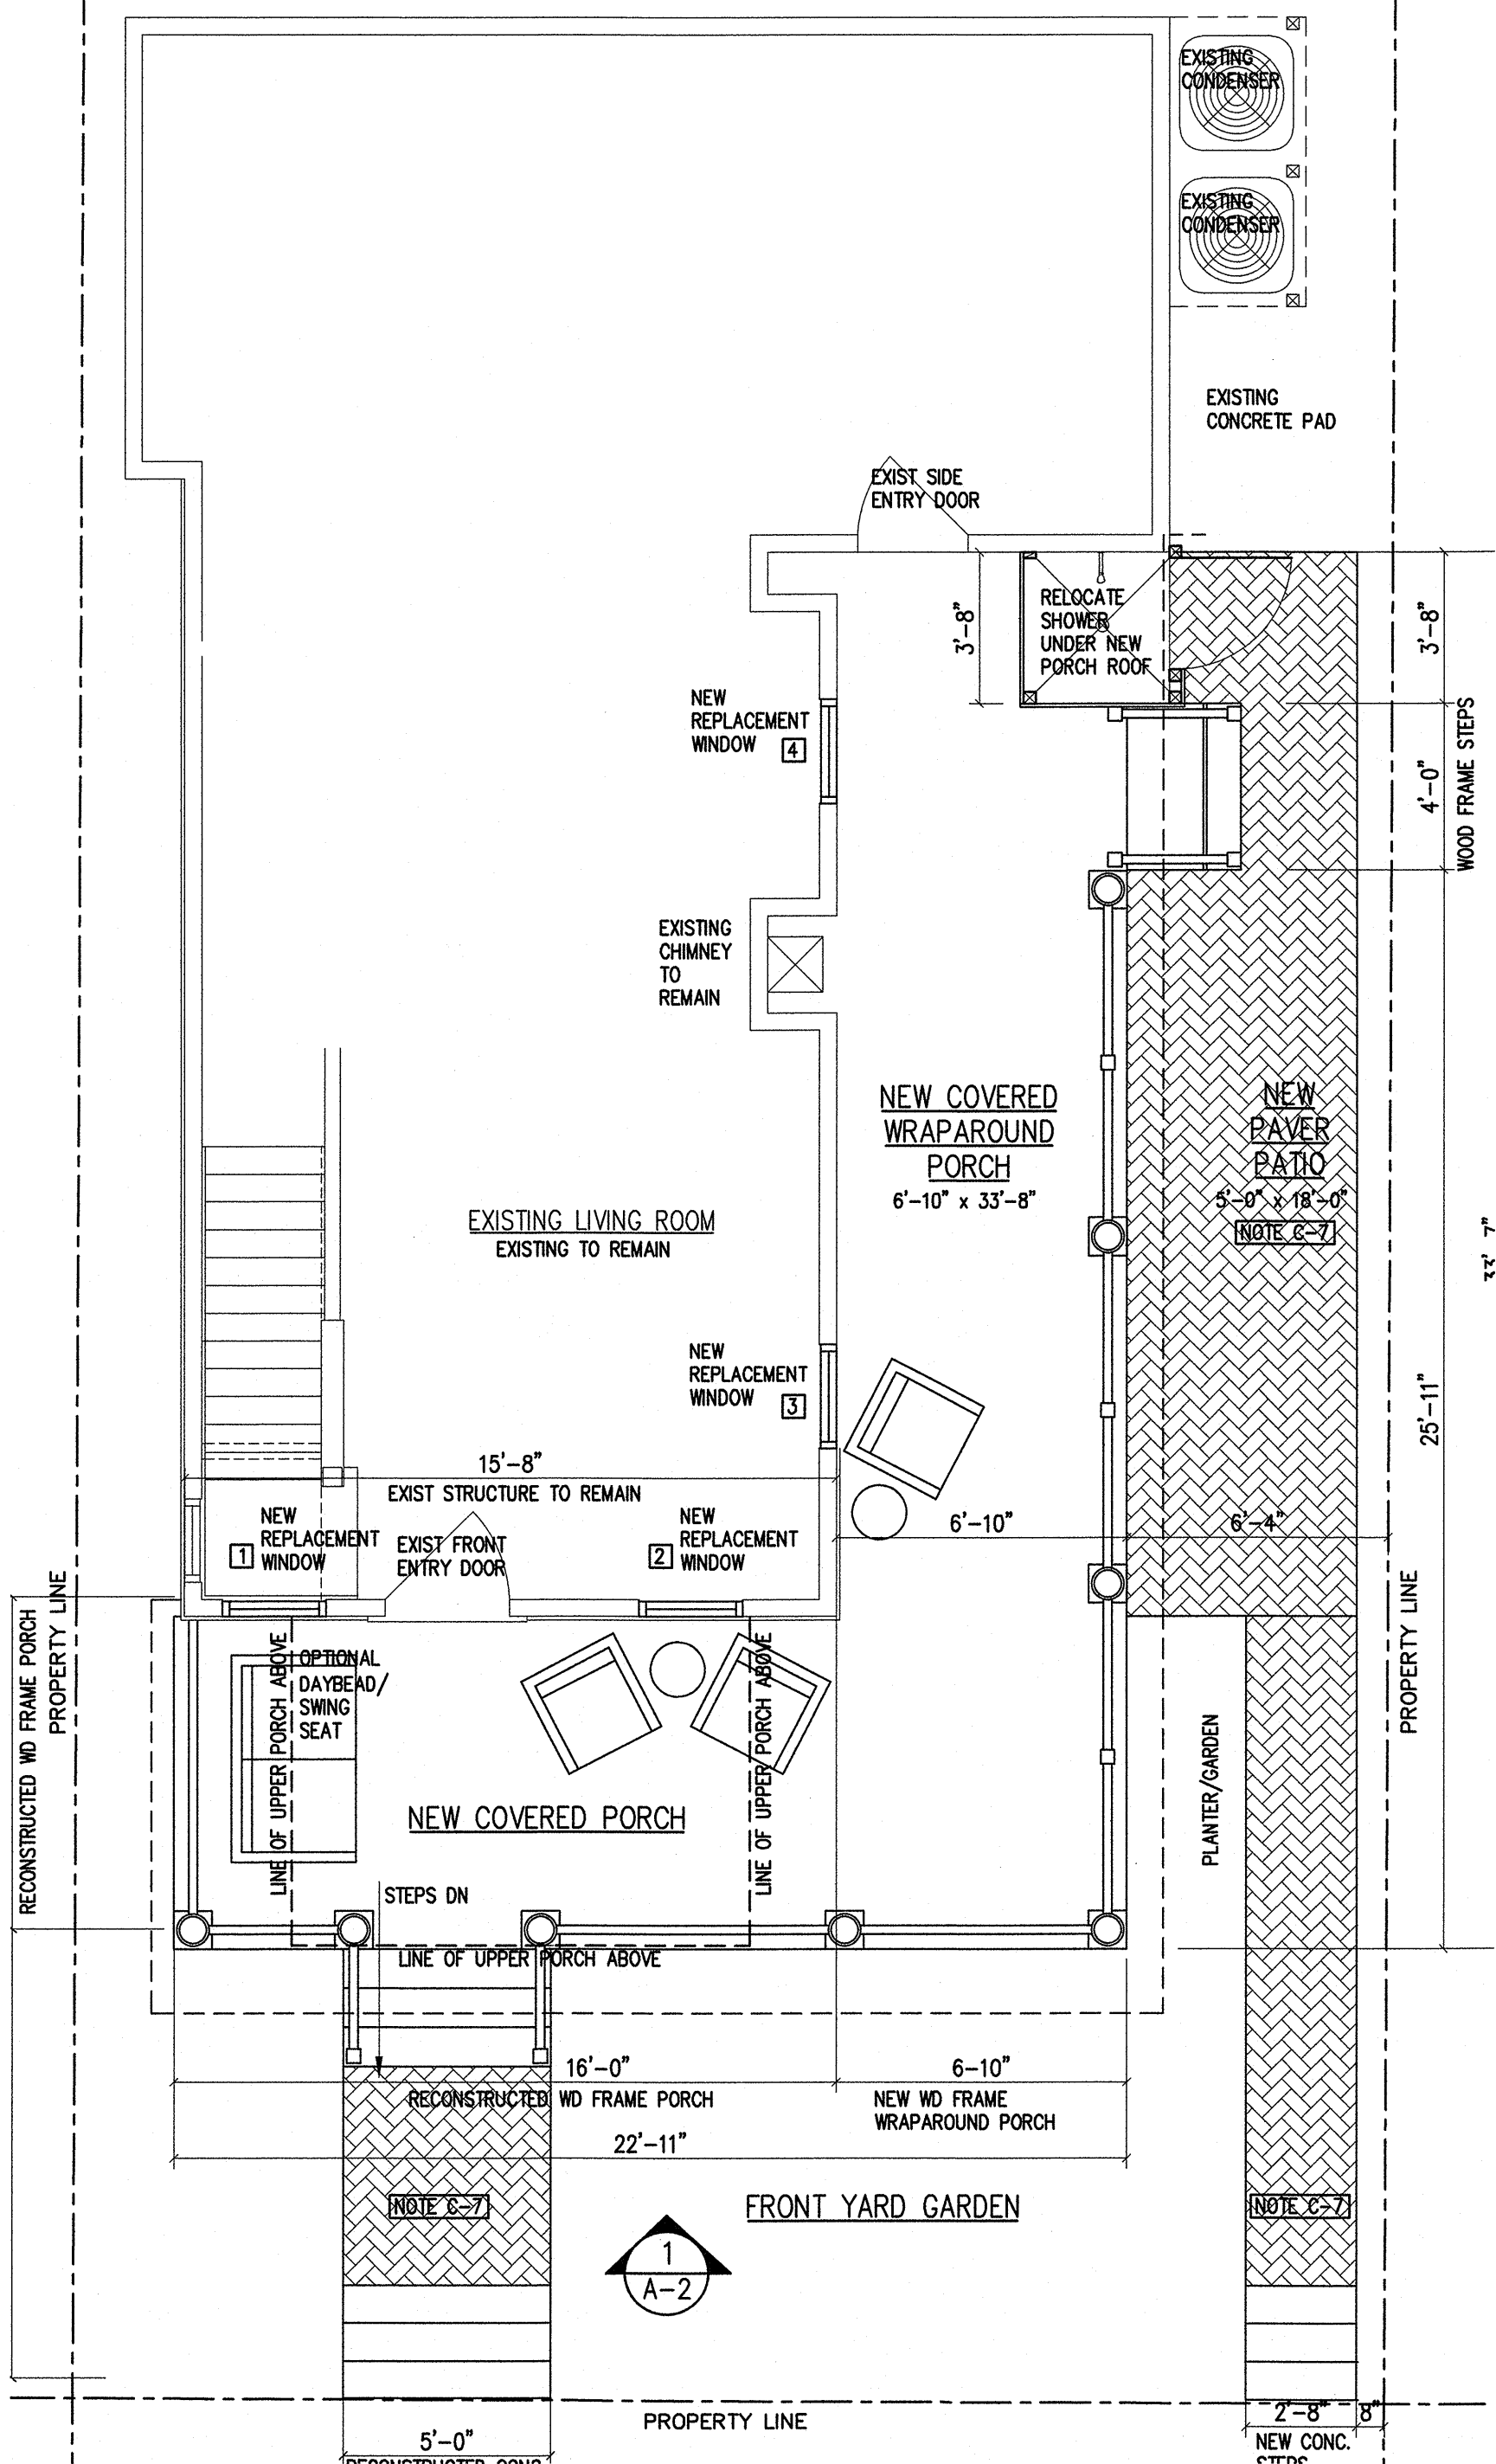 EXISTING
CONDENSER
EXISTING
CONDENSER
EXISTING
CONCRETE PAD
EXIST SIDE
ENTRY DOOR
RELOCATE
SHOWER
UNDER NEW
PORCH ROOF
3'-8"
3'-8"
NEW
REPLACEMENT
WINDOW 4
4'-0"
WOOD FRAME STEPS
EXISTING
CHIMNEY
TO
REMAIN
NEW COVERED
WRAPAROUND
PORCH
6'-10" x 33'-8"
NEW
PAVER
PATIO
5'-0" x 18'-0"
NOTE C-7
EXISTING LIVING ROOM
EXISTING TO REMAIN
33' 7"
NEW
REPLACEMENT
WINDOW 3
25'-11"
15'-8"
EXIST STRUCTURE TO REMAIN
NEW
REPLACEMENT
1 WINDOW
EXIST FRONT
ENTRY DOOR
NEW
REPLACEMENT
2 WINDOW
6'-10"
6'-4"
RECONSTRUCTED WD FRAME PORCH
PROPERTY LINE
PROPERTY LINE
LINE OF UPPER PORCH ABOVE
OPTIONAL
DAYBEAD/
SWING
SEAT
LINE OF UPPER PORCH ABOVE
PLANTER/GARDEN
NEW COVERED PORCH
STEPS DN
LINE OF UPPER PORCH ABOVE
16'-0"
RECONSTRUCTED WD FRAME PORCH
6-10"
NEW WD FRAME
WRAPAROUND PORCH
22'-11"
NOTE C-7
FRONT YARD GARDEN
NOTE C-7
1
A-2
PROPERTY LINE
5'-0"
RECONSTRUCTED CONC.
2'-8"
8"
NEW CONC.
STEPS